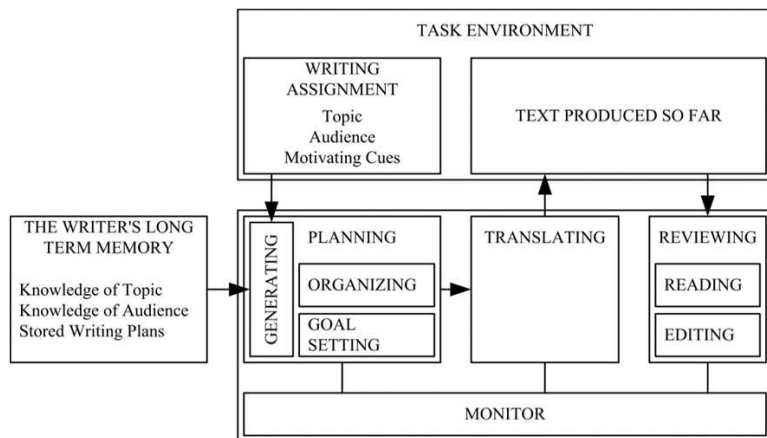 TASK ENVIRONMENT
WRITING
ASSIGNMENT
Topic
Audience
Motivating Cues
TEXT PRODUCED SO FAR
THE WRITER'S LONG
TERM MEMORY
Knowledge of Topic
Knowledge of Audience
Stored Writing Plans
GENERATING
PLANNING
ORGANIZING
GOAL
SETTING
TRANSLATING
REVIEWING
READING
EDITING
MONITOR